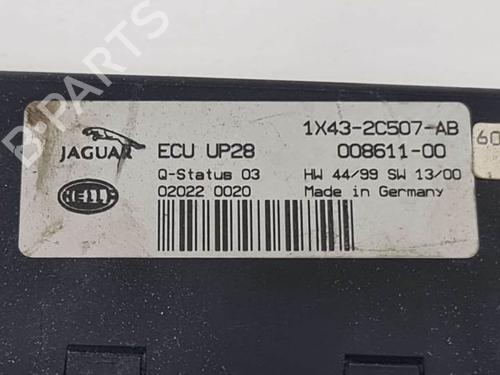 B-PARTS
JAGUAR
HELLA
ECU UP28
Q-Status 03
02022 0020
1X43-2C507-AB
008611-00
HW 44/99 SW 13/00
Made in Germany
60